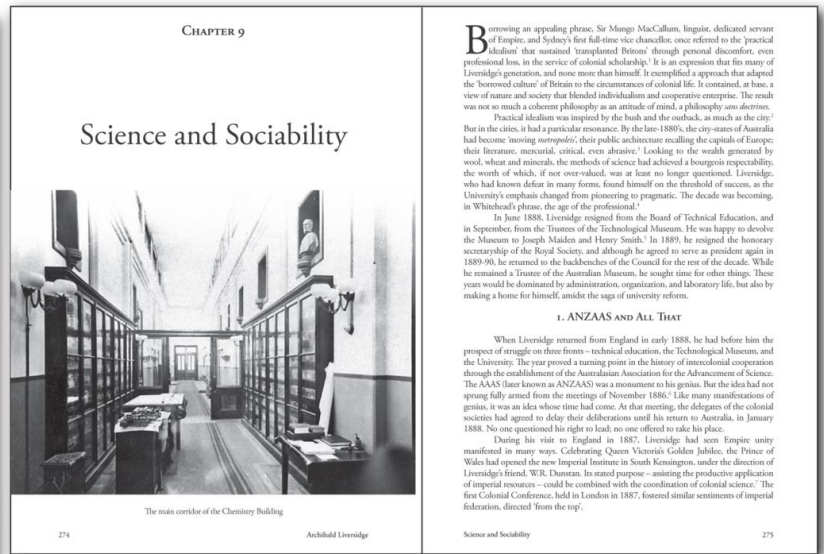 CHAPTER 9
Science and Sociability
The main corridor of the Chemistry Building
274
Archibald Liversidge
Borrowing an appealing phrase, Sir Mungo MacCallum, linguist, dedicated servant
of Empire, and Sydney's first full-time vice chancellor, once referred to the 'practical
idealism' that sustained 'transplanted Britons' through personal discomfort, even
professional loss, in the service of colonial scholarship.¹ It is an expression that fits many of
Liversidge's generation, and none more than himself. It exemplified a approach that adapted
the 'borrowed culture' of Britain to the circumstances of colonial life. It contained, at base, a
view of nature and society that blended individualism and cooperative enterprise. The result
was not so much a coherent philosophy as an attitude of mind, a philosophy sans doctrines.
Practical idealism was inspired by the bush and the outback, as much as the city.²
But in the cities, it had a particular resonance. By the late-1880's, the city-states of Australia
had become 'moving metropoleis', their public architecture recalling the capitals of Europe;
their literature, mercurial, critical, even abrasive.³ Looking to the wealth generated by
wool, wheat and minerals, the methods of science had achieved a bourgeois respectability,
the worth of which, if not over-valued, was at least no longer questioned. Liversidge,
who had known defeat in many forms, found himself on the threshold of success, as the
University's emphasis changed from pioneering to pragmatic. The decade was becoming,
in Whitehead's phrase, the age of the professional.⁴
In June 1888, Liversidge resigned from the Board of Technical Education, and
in September, from the Trustees of the Technological Museum. He was happy to devolve
the Museum to Joseph Maiden and Henry Smith.⁵ In 1889, he resigned the honorary
secretaryship of the Royal Society, and although he agreed to serve as president again in
1889-90, he returned to the backbenches of the Council for the rest of the decade. While
he remained a Trustee of the Australian Museum, he sought time for other things. These
years would be dominated by administration, organization, and laboratory life, but also by
making a home for himself, amidst the saga of university reform.
1. ANZAAS AND ALL THAT
When Liversidge returned from England in early 1888, he had before him the
prospect of struggle on three fronts – technical education, the Technological Museum, and
the University. The year proved a turning point in the history of intercolonial cooperation
through the establishment of the Australasian Association for the Advancement of Science.
The AAAS (later known as ANZAAS) was a monument to his genius. But the idea had not
sprung fully armed from the meetings of November 1886.⁶ Like many manifestations of
genius, it was an idea whose time had come. At that meeting, the delegates of the colonial
societies had agreed to delay their deliberations until his return to Australia, in January
1888. No one questioned his right to lead; no one offered to take his place.
During his visit to England in 1887, Liversidge had seen Empire unity
manifested in many ways. Celebrating Queen Victoria's Golden Jubilee, the Prince of
Wales had opened the new Imperial Institute in South Kensington, under the direction of
Liversidge's friend, W.R. Dunstan. Its stated purpose – assisting the productive application
of imperial resources – could be combined with the coordination of colonial science.⁷ The
first Colonial Conference, held in London in 1887, fostered similar sentiments of imperial
federation, directed 'from the top'.
Science and Sociability
275